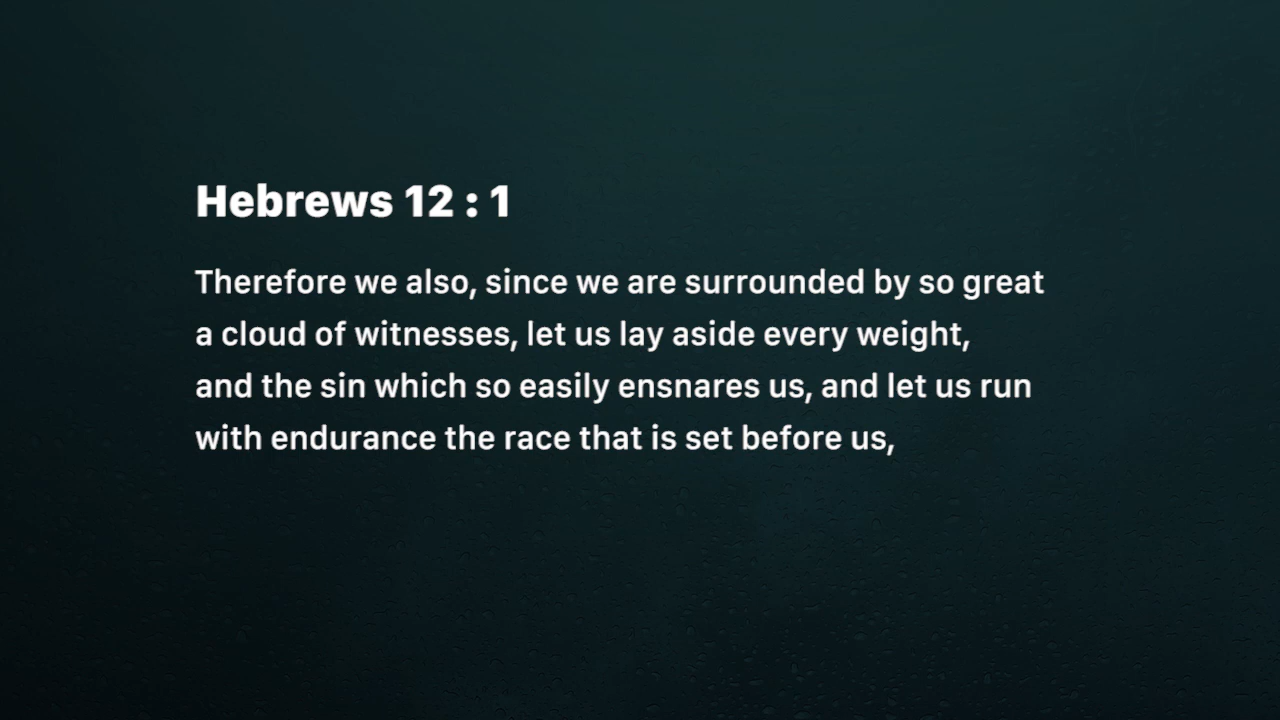 Hebrews 12 : 1
Therefore we also, since we are surrounded by so great
a cloud of witnesses, let us lay aside every weight,
and the sin which so easily ensnares us, and let us run
with endurance the race that is set before us,